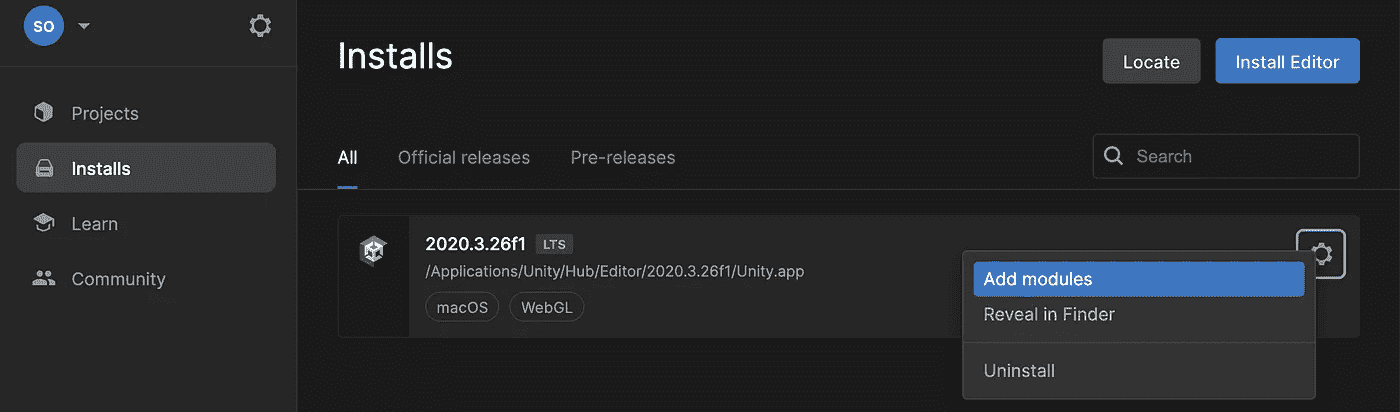 SO
Installs
Locate
Install Editor
Projects
Installs
Learn
Community
All Official releases Pre-releases
Search
2020.3.26f1 LTS
/Applications/Unity/Hub/Editor/2020.3.26f1/Unity.app
macOS WebGL
Add modules
Reveal in Finder
Uninstall